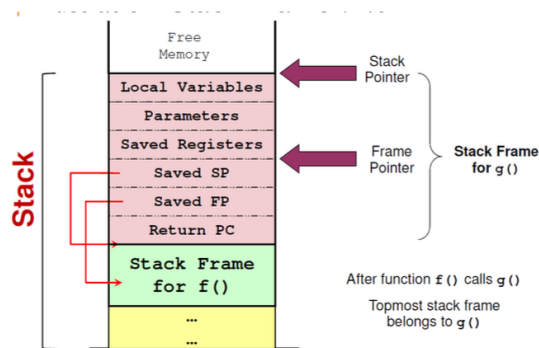 Free
Memory
Local Variables
Parameters
Saved Registers
Saved SP
Saved FP
Return PC
Stack Frame
for f()
…
…
Stack
Stack
Pointer
Frame
Pointer
Stack Frame
for g()
After function f() calls g()
Topmost stack frame
belongs to g()